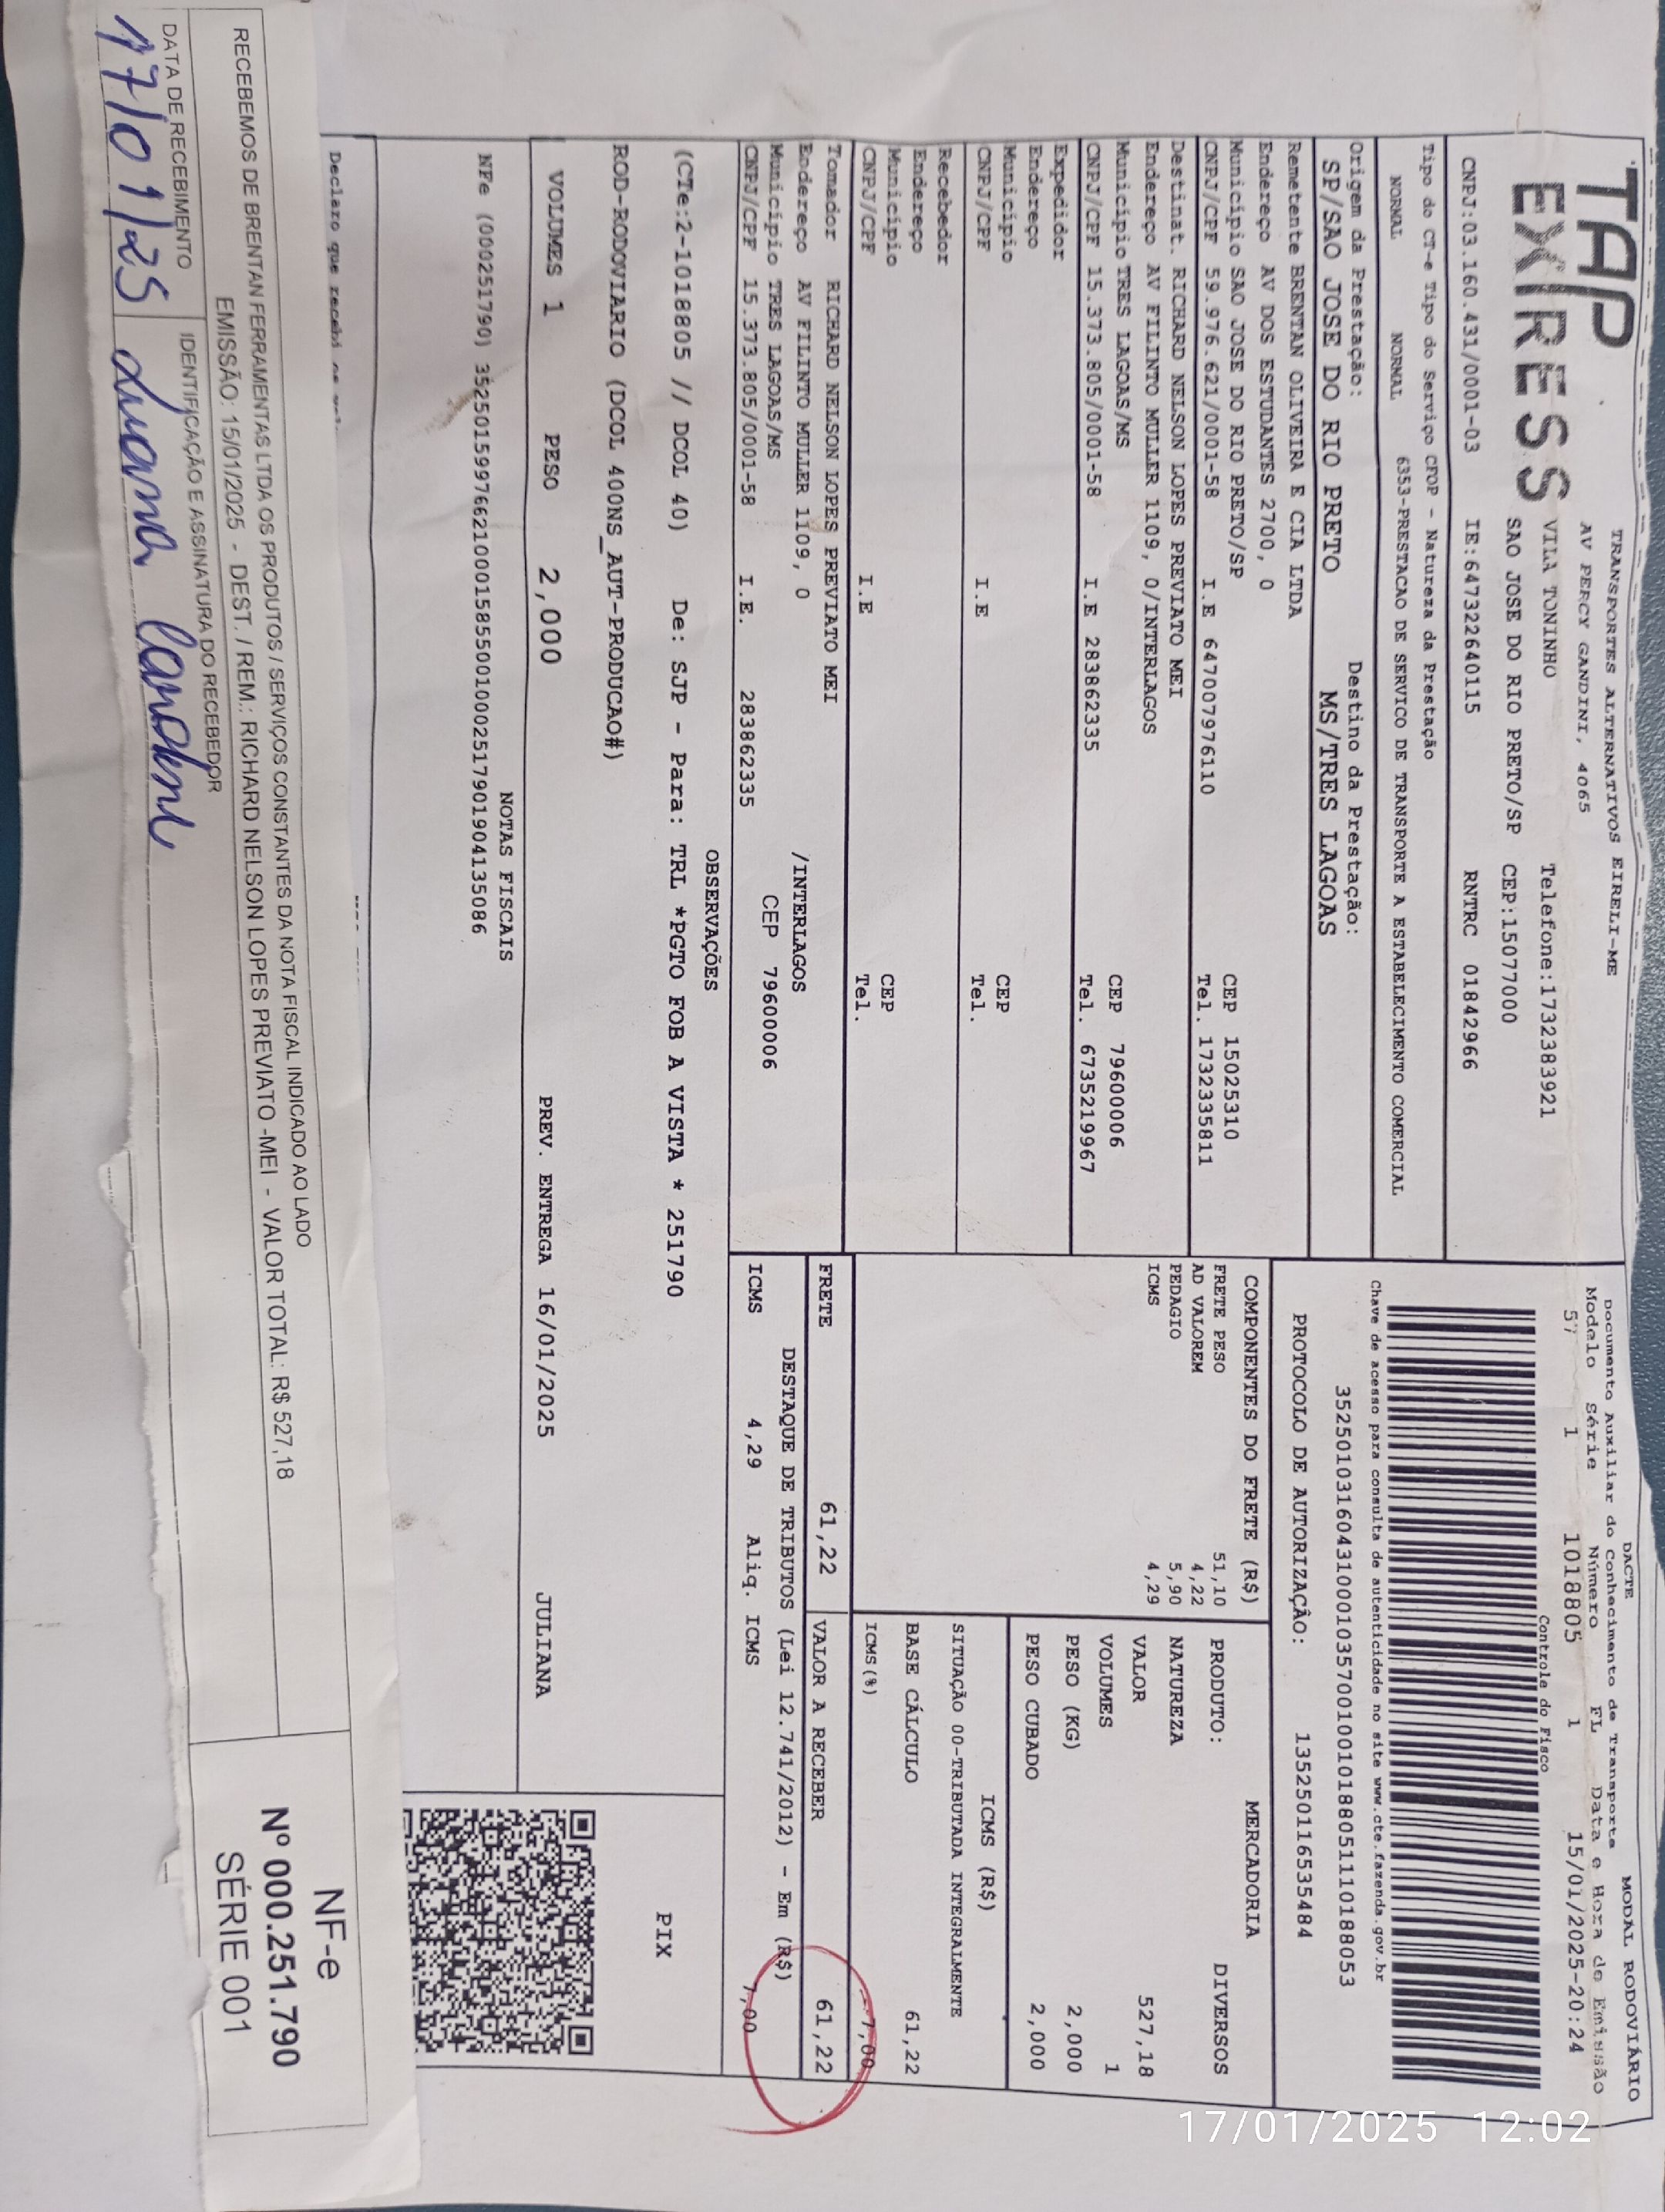 TAP
EXPRESS
TRANSPORTES ALTERNATIVOS EIRELI-ME
AV PERCY GANDINI, 4065
VILA TONINHO Telefone:1732383921
SAO JOSE DO RIO PRETO/SP CEP:15077000
CNPJ:03.160.431/0001-03 IE:647322640115 RNTRC 01842966
Tipo do CT-e Tipo do Serviço CFOP - Natureza da Prestação
NORMAL NORMAL 6353-PRESTACAO DE SERVICO DE TRANSPORTE A ESTABELECIMENTO COMERCIAL
Origem da Prestação: Destino da Prestação:
SP/SAO JOSE DO RIO PRETO MS/TRES LAGOAS
Remetente BRENTAN OLIVEIRA E CIA LTDA
Endereço AV DOS ESTUDANTES 2700, 0
Municipio SAO JOSE DO RIO PRETO/SP CEP 15025310
CNPJ/CPF 59.976.621/0001-58 I.E 647007976110 Tel. 1732335811
Destinat. RICHARD NELSON LOPES PREVIATO MEI
Endereço AV FILINTO MULLER 1109, 0/INTERLAGOS
Municipio TRES LAGOAS/MS CEP 79600006
CNPJ/CPF 15.373.805/0001-58 I.E 283862335 Tel. 6735219967
Expedidor
Endereço
Municipio CEP
CNPJ/CPF I.E Tel.
Recebedor
Endereço
Municipio CEP
CNPJ/CPF I.E Tel.
Tomador RICHARD NELSON LOPES PREVIATO MEI
Endereço AV FILINTO MULLER 1109, 0 /INTERLAGOS
Municipio TRES LAGOAS/MS CEP 79600006
CNPJ/CPF 15.373.805/0001-58 I.E. 283862335
DACTE MODAL RODOVIÁRIO
Documento Auxiliar do Conhecimento de Transporte
Modelo Série Número FL Data e Hora de Emissão
57 1 1018805 1 15/01/2025-20:24
Controle do Fisco
Chave de acesso para consulta de autenticidade no site www.cte.fazenda.gov.br
35250103160431000103570010010188051110188053
PROTOCOLO DE AUTORIZAÇÃO: 135250116535484
COMPONENTES DO FRETE (R$)
FRETE PESO 51,10
AD VALOREM 4,22
PEDAGIO 5,90
ICMS 4,29
MERCADORIA
PRODUTO: DIVERSOS
NATUREZA
VALOR 527,18
VOLUMES 1
PESO (KG) 2,000
PESO CUBADO 2,000
ICMS (R$)
SITUAÇÃO 00-TRIBUTADA INTEGRALMENTE
BASE CÁLCULO 61,22
ICMS(%) 7,00
FRETE 61,22 VALOR A RECEBER 61,22
DESTAQUE DE TRIBUTOS (Lei 12.741/2012) - Em (R$)
ICMS 4,29 Aliq. ICMS 7,00
OBSERVAÇÕES
(CTe:2-1018805 // DCOL 40) De: SJP - Para: TRL *PGTO FOB A VISTA * 251790
ROD-RODOVIARIO (DCOL 400NS_AUT-PRODUCAO#)
PIX
VOLUMES 1 PESO 2,000 PREV. ENTREGA 16/01/2025 JULIANA
NOTAS FISCAIS
NFe (000251790) 35250159976621000158550010002517901904135086
Declaro que recebi
RECEBEMOS DE BRENTAN FERRAMENTAS LTDA OS PRODUTOS / SERVIÇOS CONSTANTES DA NOTA FISCAL INDICADO AO LADO
EMISSÃO: 15/01/2025 - DEST. / REM.: RICHARD NELSON LOPES PREVIATO -MEI - VALOR TOTAL: R$ 527,18
DATA DE RECEBIMENTO IDENTIFICAÇÃO E ASSINATURA DO RECEBEDOR
17/01/25 Luana
NF-e
Nº 000.251.790
SÉRIE 001
17/01/2025 12:02